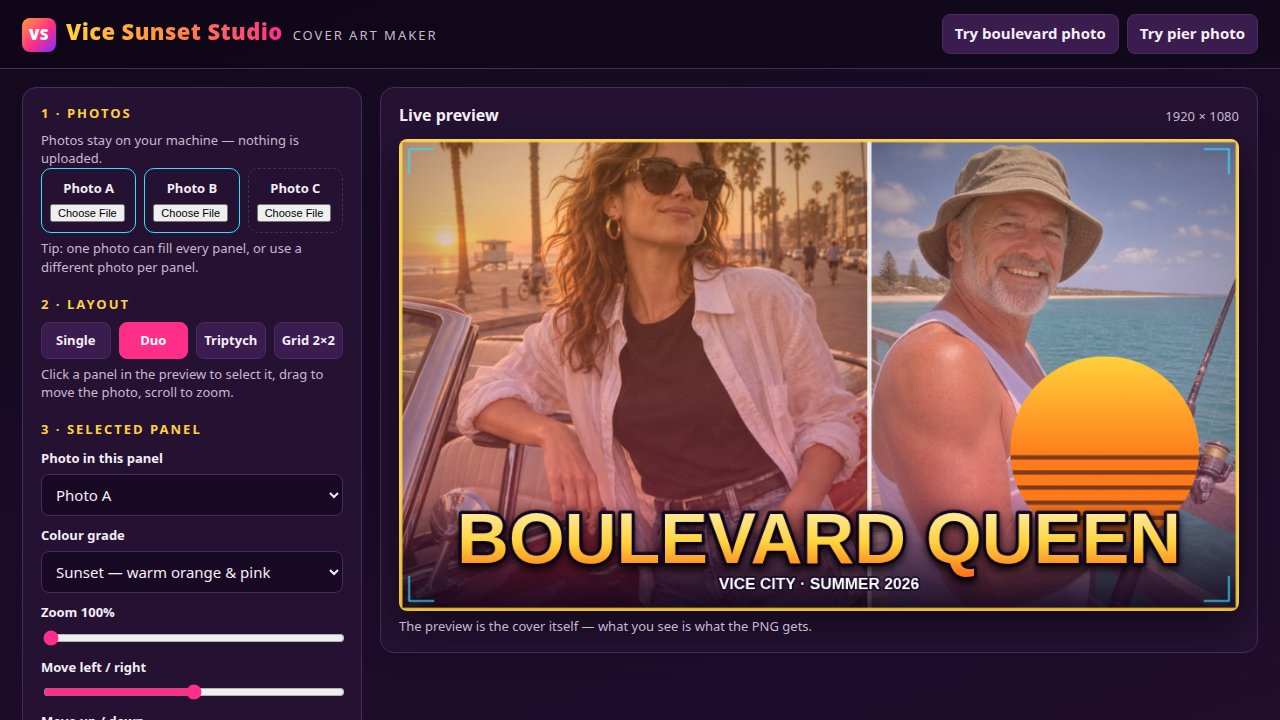 VS Vice Sunset Studio COVER ART MAKER
Try boulevard photo
Try pier photo
1 · PHOTOS
Photos stay on your machine — nothing is
uploaded.
Photo A
Photo B
Photo C
Choose File
Choose File
Choose File
Tip: one photo can fill every panel, or use a
different photo per panel.
2 · LAYOUT
Single
Duo
Triptych
Grid 2×2
Click a panel in the preview to select it, drag to
move the photo, scroll to zoom.
3 · SELECTED PANEL
Photo in this panel
Photo A
Colour grade
Sunset — warm orange & pink
Zoom 100%
Move left / right
Move up / down
Live preview
1920 × 1080
BOULEVARD QUEEN
VICE CITY · SUMMER 2026
The preview is the cover itself — what you see is what the PNG gets.